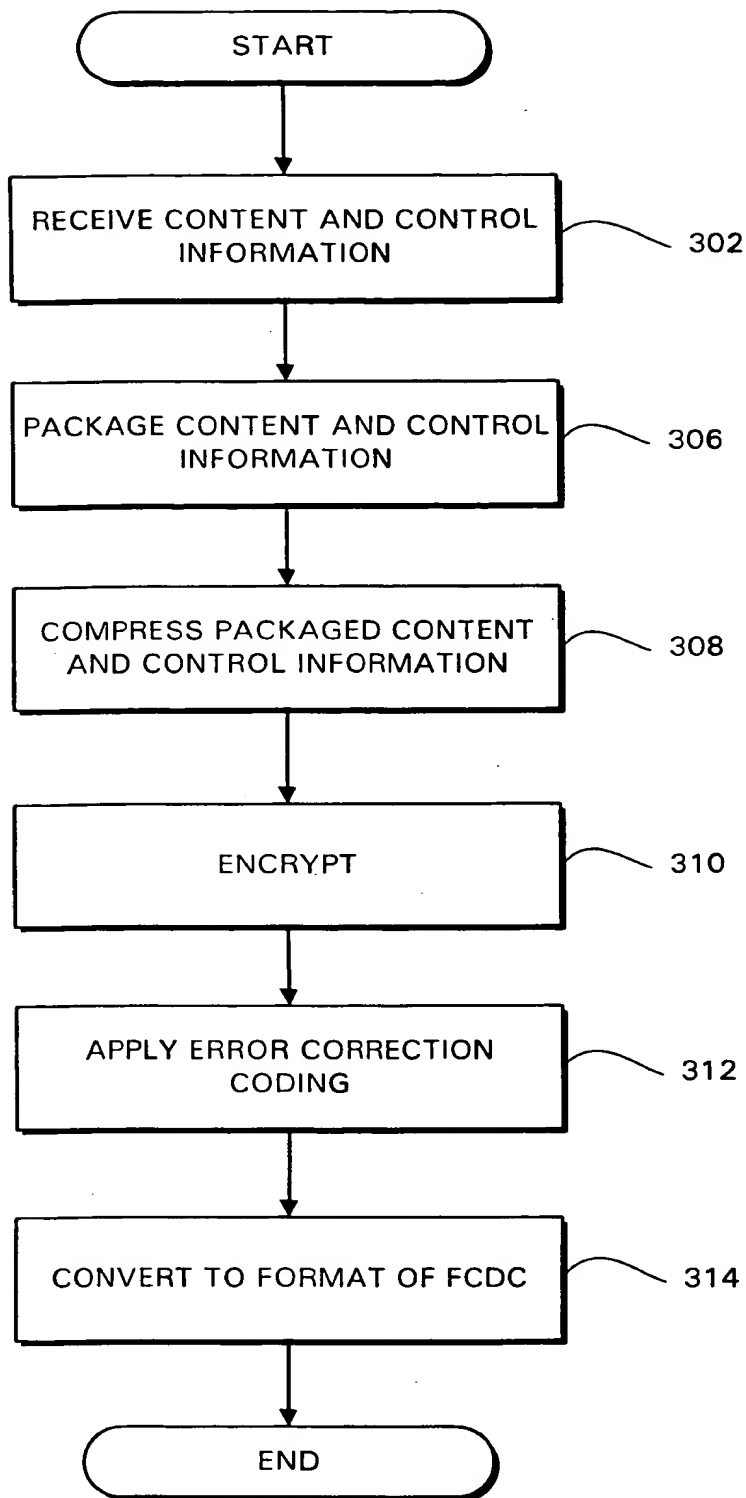 START
RECEIVE CONTENT AND CONTROL
INFORMATION
302
PACKAGE CONTENT AND CONTROL
INFORMATION
306
COMPRESS PACKAGED CONTENT
AND CONTROL INFORMATION
308
ENCRYPT
310
APPLY ERROR CORRECTION
CODING
312
CONVERT TO FORMAT OF FCDC
314
END